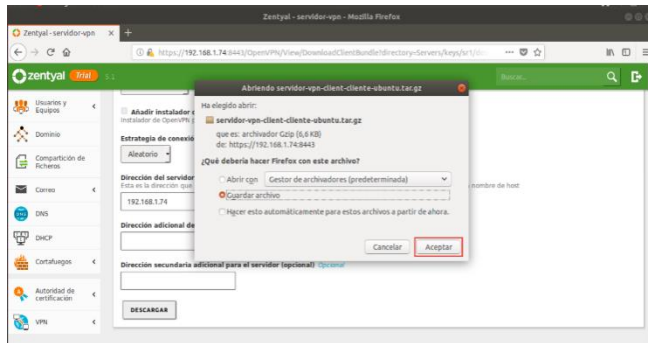 Zentyal - servidor-vpn - Mozilla Firefox
Zentyal - servidor-vpn
https://192.168.1.74:8443/OpenVPN/View/DownloadClientBundle?directory=Servers/keys/sr1/
zentyal Trial
Buscar...
Usuarios y
Equipos
Dominio
Compartición de
Ficheros
Correo
DNS
DHCP
Cortafuegos
Autoridad de
certificación
VPN
Añadir instalador
Instalador de OpenVPN
Estrategia de conexió
Aleatorio
Dirección del servidor
Esta es la dirección que
nombre de host
192.168.1.74
Dirección adicional de
Dirección secundaria adicional para el servidor (opcional) Opcional
DESCARGAR
Abriendo servidor-vpn-client-cliente-ubuntu.tar.gz
Ha elegido abrir:
servidor-vpn-client-cliente-ubuntu.tar.gz
que es: archivador Gzip (6,6 KB)
de: https://192.168.1.74:8443
¿Qué debería hacer Firefox con este archivo?
Abrir con Gestor de archivadores (predeterminada)
Guardar archivo
Hacer esto automáticamente para estos archivos a partir de ahora.
Cancelar Aceptar